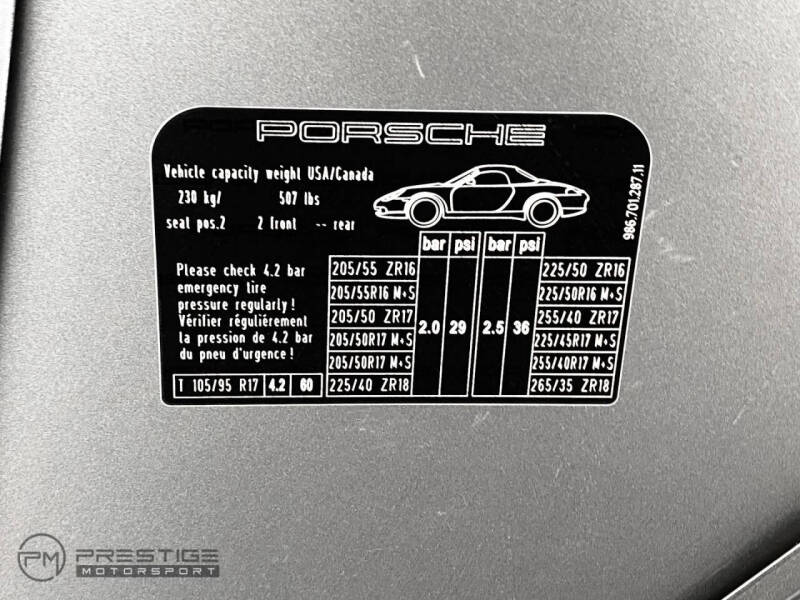 PORSCHE
Vehicle capacity weight USA/Canada
230 kg/ 507 lbs
seat pos.2 2 front -- rear
986.701.287.11
Please check 4.2 bar
emergency tire
pressure regularly!
Vérifier réguliérement
la pression de 4.2 bar
du pneu d'urgence!
T 105/95 R17 4.2 60
bar psi bar psi
205/55 ZR16 225/50 ZR16
205/55R16 M+S 225/50R16 M+S
205/50 ZR17 255/40 ZR17
2.0 29 2.5 36
205/50R17 M+S 225/45R17 M+S
205/50R17 M+S 255/40R17 M+S
225/40 ZR18 265/35 ZR18
PM PRESTIGE
MOTORSPORT